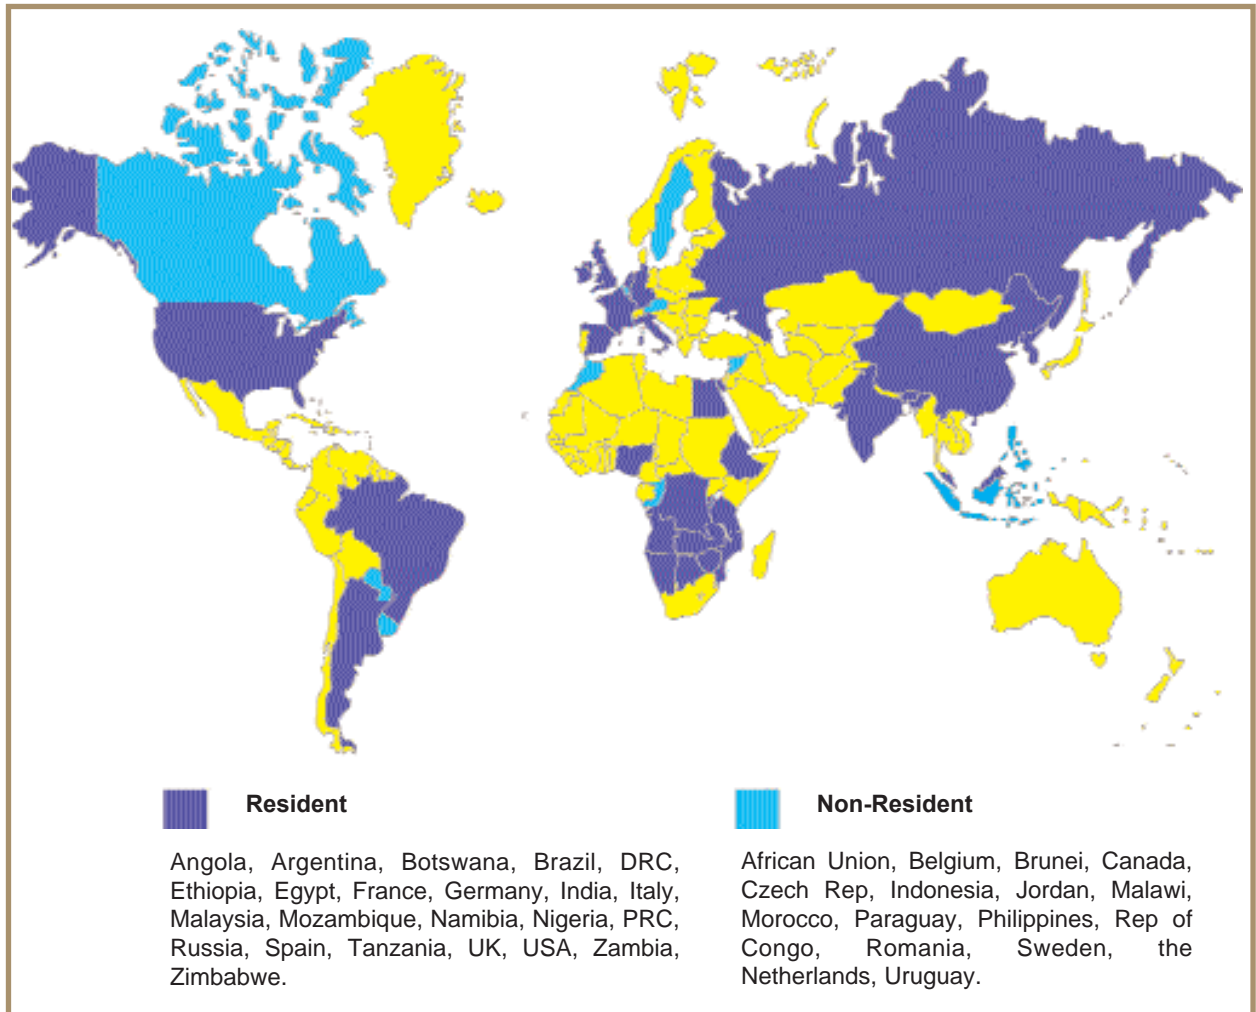 Resident
Angola, Argentina, Botswana, Brazil, DRC,
Ethiopia, Egypt, France, Germany, India, Italy,
Malaysia, Mozambique, Namibia, Nigeria, PRC,
Russia, Spain, Tanzania, UK, USA, Zambia,
Zimbabwe.
Non-Resident
African Union, Belgium, Brunei, Canada,
Czech Rep, Indonesia, Jordan, Malawi,
Morocco, Paraguay, Philippines, Rep of
Congo, Romania, Sweden, the
Netherlands, Uruguay.